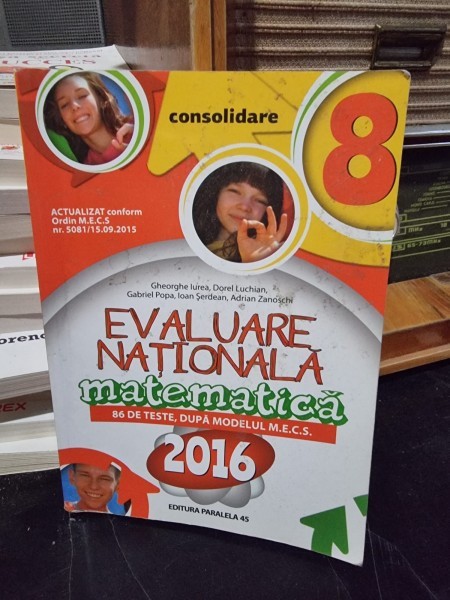 consolidare
8
ACTUALIZAT conform
Ordin M.E.C.S
nr. 5081/15.09.2015
Gheorghe Iurea, Dorel Luchian,
Gabriel Popa, Ioan Șerdean, Adrian Zanoschi
EVALUARE
NAȚIONALĂ
matematică
86 DE TESTE, DUPĂ MODELUL M.E.C.S.
2016
EDITURA PARALELA 45